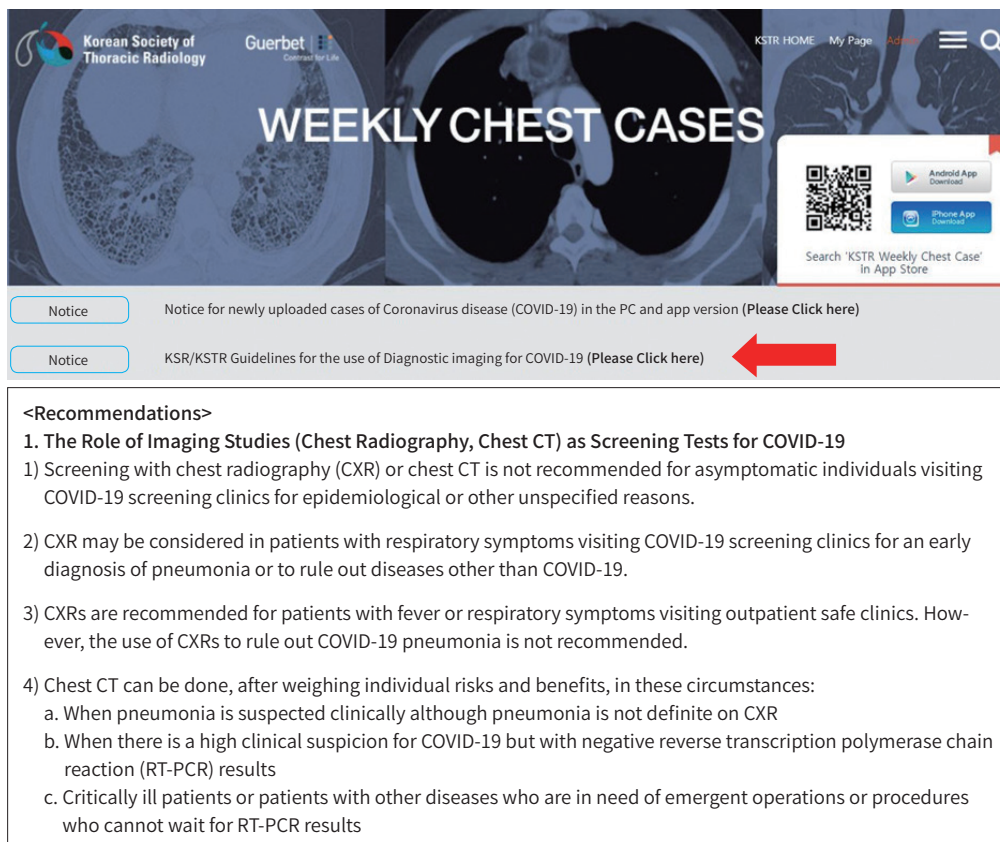 Korean Society of
Thoracic Radiology
Guerbet
Contrast for Life
KSTR HOME My Page Admin
WEEKLY CHEST CASES
Android App
Download
iPhone App
Download
Search 'KSTR Weekly Chest Case'
in App Store
Notice Notice for newly uploaded cases of Coronavirus disease (COVID-19) in the PC and app version (Please Click here)
Notice KSR/KSTR Guidelines for the use of Diagnostic imaging for COVID-19 (Please Click here)
<Recommendations>
1. The Role of Imaging Studies (Chest Radiography, Chest CT) as Screening Tests for COVID-19
1) Screening with chest radiography (CXR) or chest CT is not recommended for asymptomatic individuals visiting
COVID-19 screening clinics for epidemiological or other unspecified reasons.
2) CXR may be considered in patients with respiratory symptoms visiting COVID-19 screening clinics for an early
diagnosis of pneumonia or to rule out diseases other than COVID-19.
3) CXRs are recommended for patients with fever or respiratory symptoms visiting outpatient safe clinics. How-
ever, the use of CXRs to rule out COVID-19 pneumonia is not recommended.
4) Chest CT can be done, after weighing individual risks and benefits, in these circumstances:
a. When pneumonia is suspected clinically although pneumonia is not definite on CXR
b. When there is a high clinical suspicion for COVID-19 but with negative reverse transcription polymerase chain
reaction (RT-PCR) results
c. Critically ill patients or patients with other diseases who are in need of emergent operations or procedures
who cannot wait for RT-PCR results